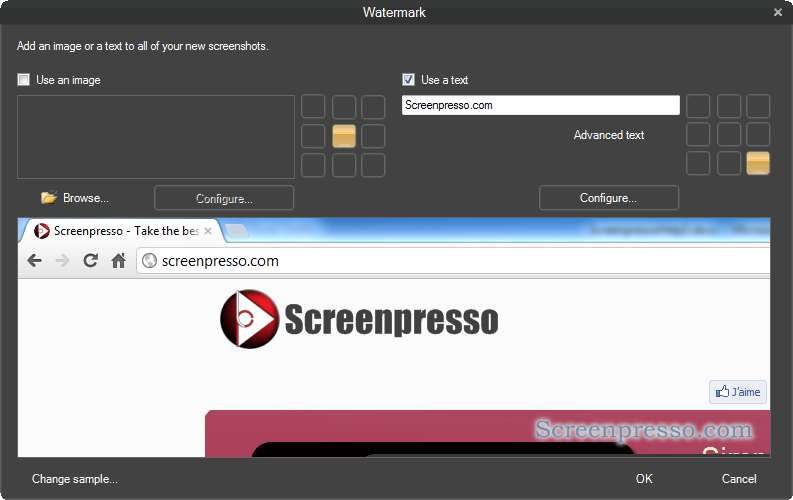 Watermark
Add an image or a text to all of your new screenshots.
Use an image
Use a text
Screenpresso.com
Advanced text
Browse...
Configure...
Configure...
Screenpresso - Take the bes
screenpresso.com
Screenpresso
J'aime
Screenpresso.com
Change sample...
OK
Cancel